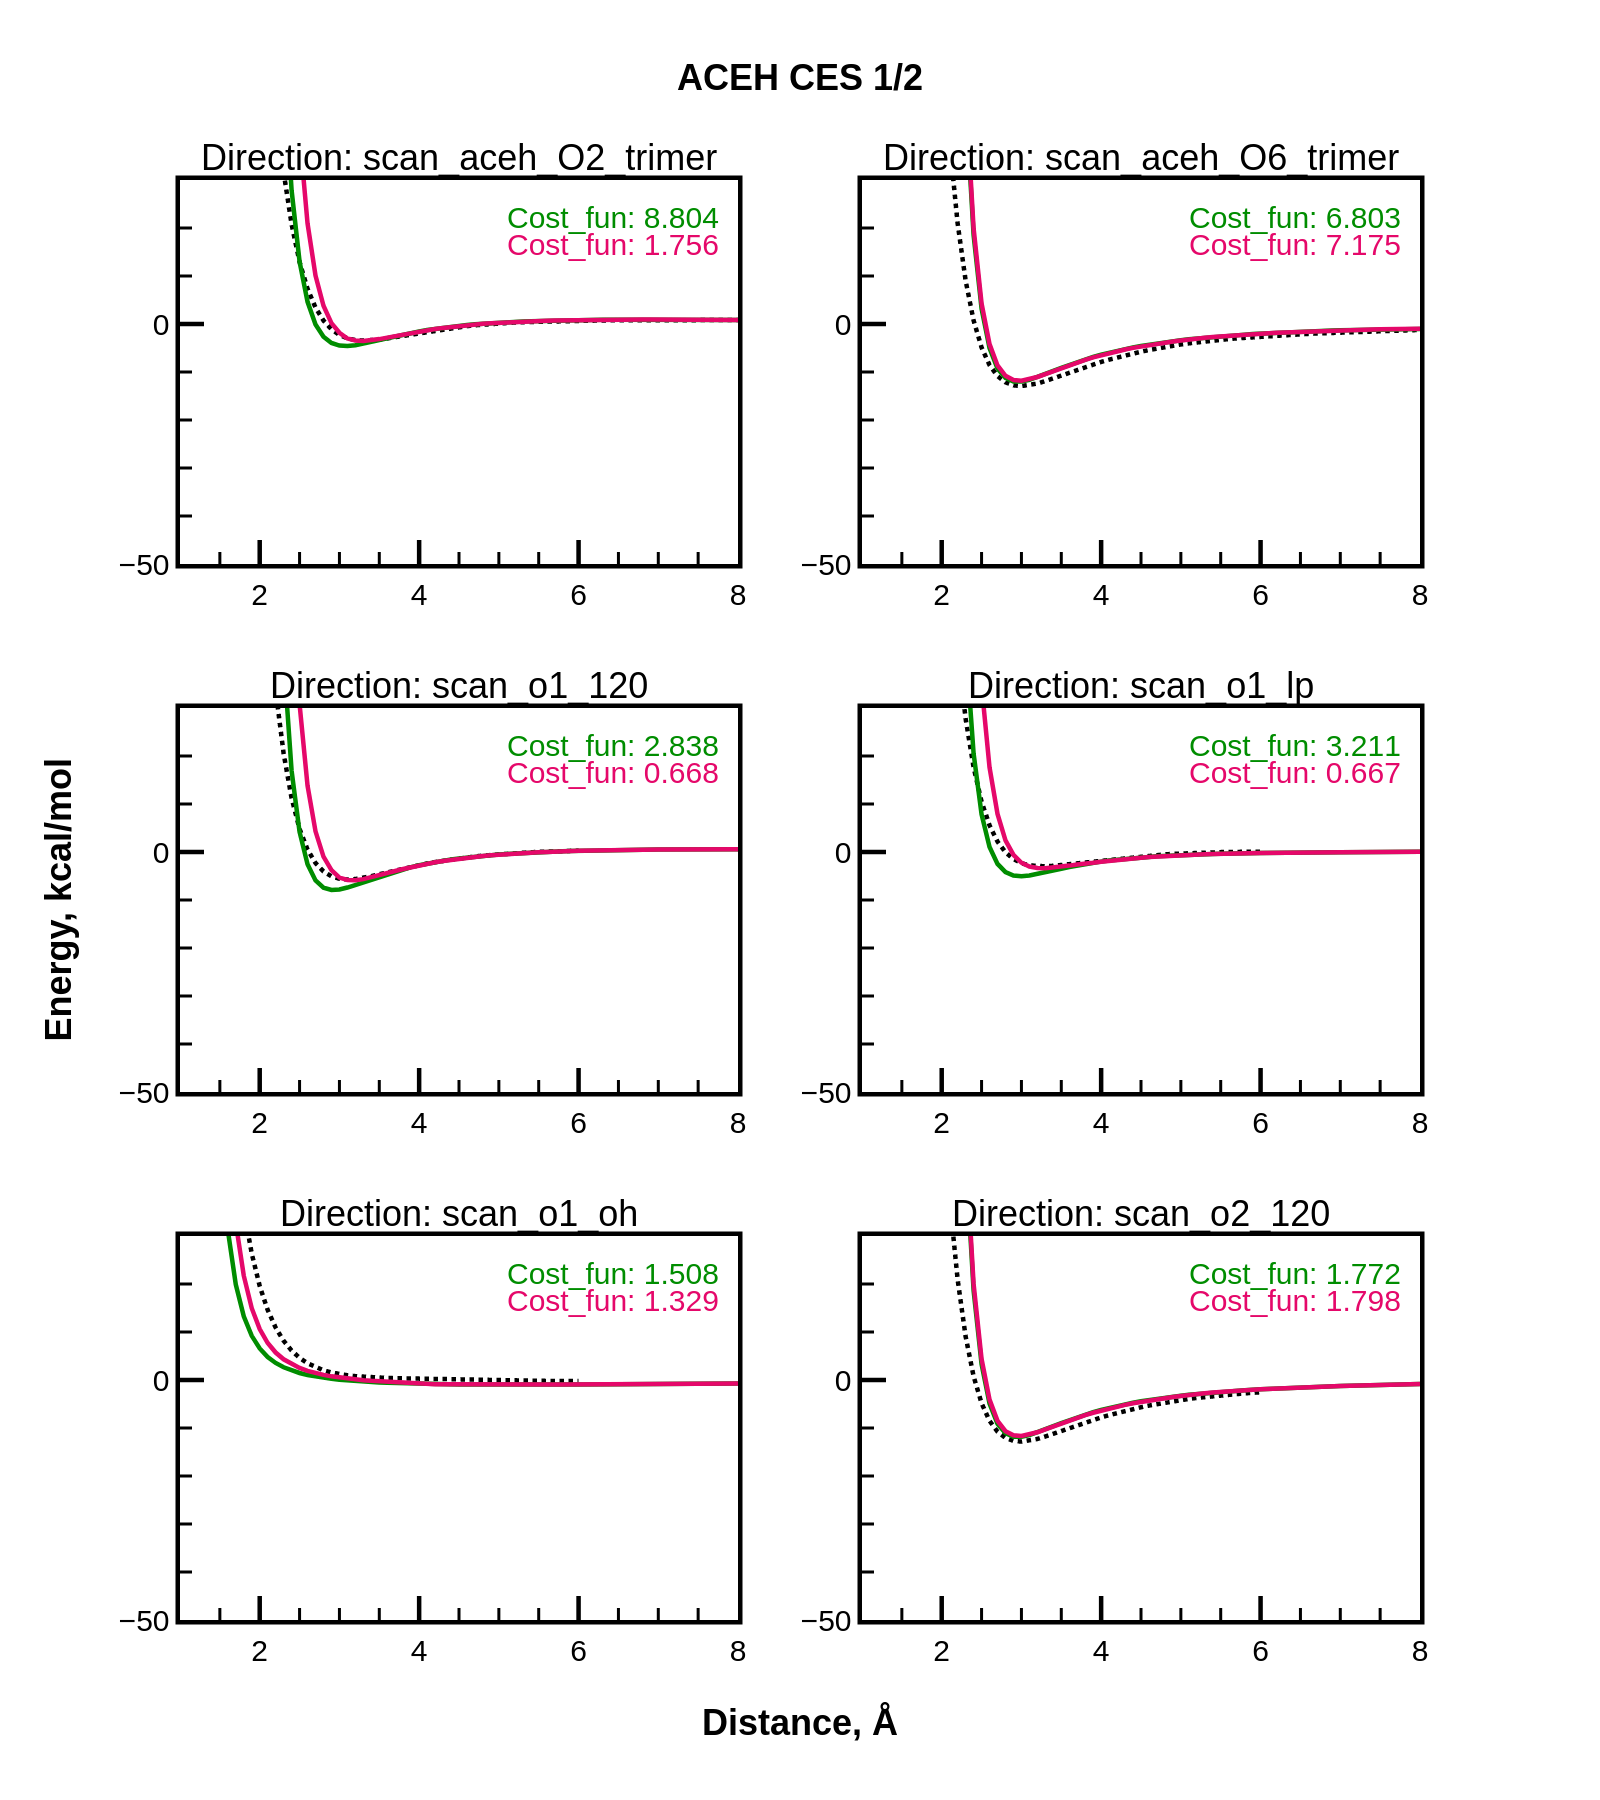 ACEH CES 1/2
Direction: scan_aceh_O2_trimer
Cost_fun: 8.804
Cost_fun: 1.756
0
−50
2 4 6 8
Direction: scan_aceh_O6_trimer
Cost_fun: 6.803
Cost_fun: 7.175
0
−50
2 4 6 8
Energy, kcal/mol
Direction: scan_o1_120
Cost_fun: 2.838
Cost_fun: 0.668
0
−50
2 4 6 8
Direction: scan_o1_lp
Cost_fun: 3.211
Cost_fun: 0.667
0
−50
2 4 6 8
Direction: scan_o1_oh
Cost_fun: 1.508
Cost_fun: 1.329
0
−50
2 4 6 8
Direction: scan_o2_120
Cost_fun: 1.772
Cost_fun: 1.798
0
−50
2 4 6 8
Distance, Å